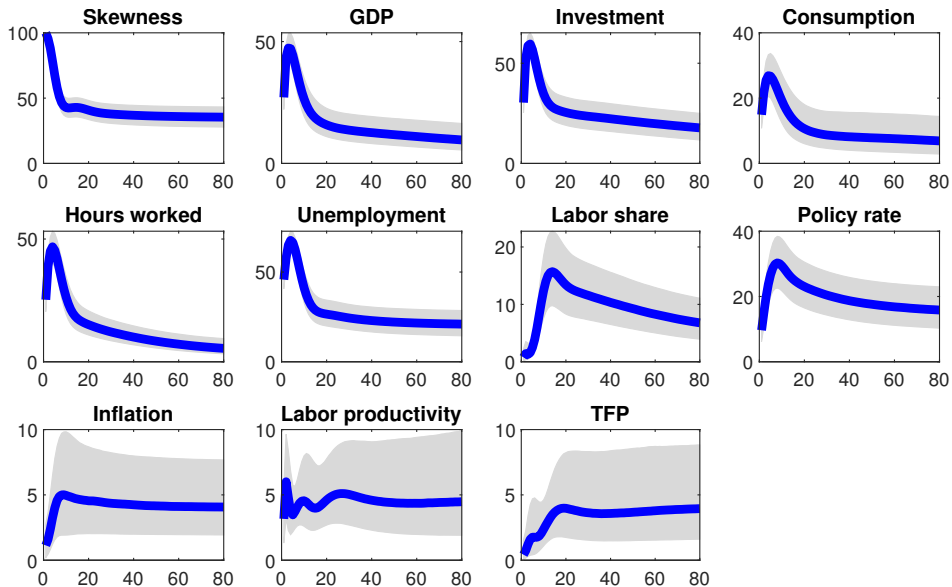 Skewness GDP Investment Consumption
100 50 50 40
50 20
0 0 0 0
0 20 40 60 80 0 20 40 60 80 0 20 40 60 80 0 20 40 60 80
Hours worked Unemployment Labor share Policy rate
50 50 20 40
10 20
0 0 0 0
0 20 40 60 80 0 20 40 60 80 0 20 40 60 80 0 20 40 60 80
Inflation Labor productivity TFP
10 10 10
5 5 5
0 0 0
0 20 40 60 80 0 20 40 60 80 0 20 40 60 80